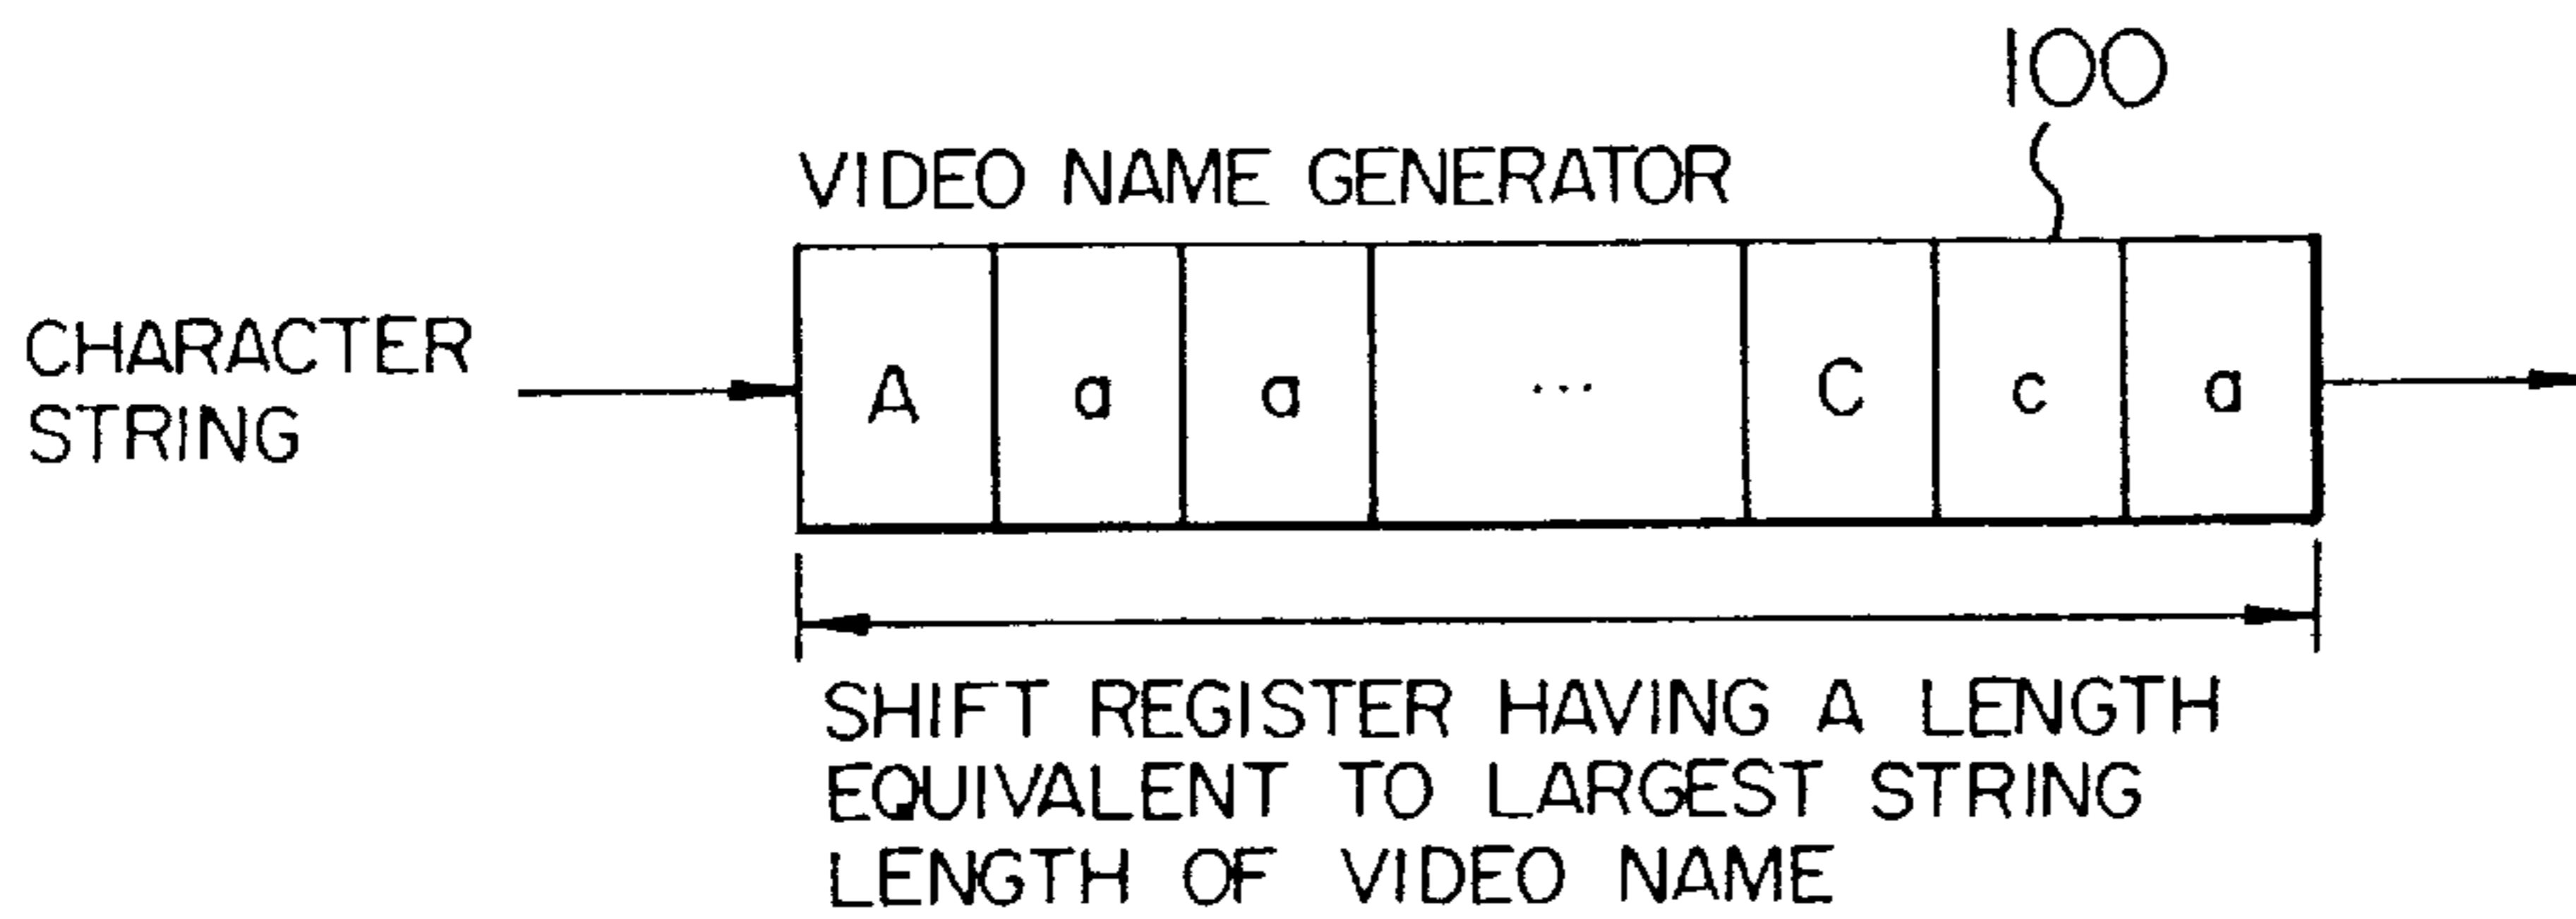 100
VIDEO NAME GENERATOR
CHARACTER
STRING
A a a ... C c a
SHIFT REGISTER HAVING A LENGTH
EQUIVALENT TO LARGEST STRING
LENGTH OF VIDEO NAME